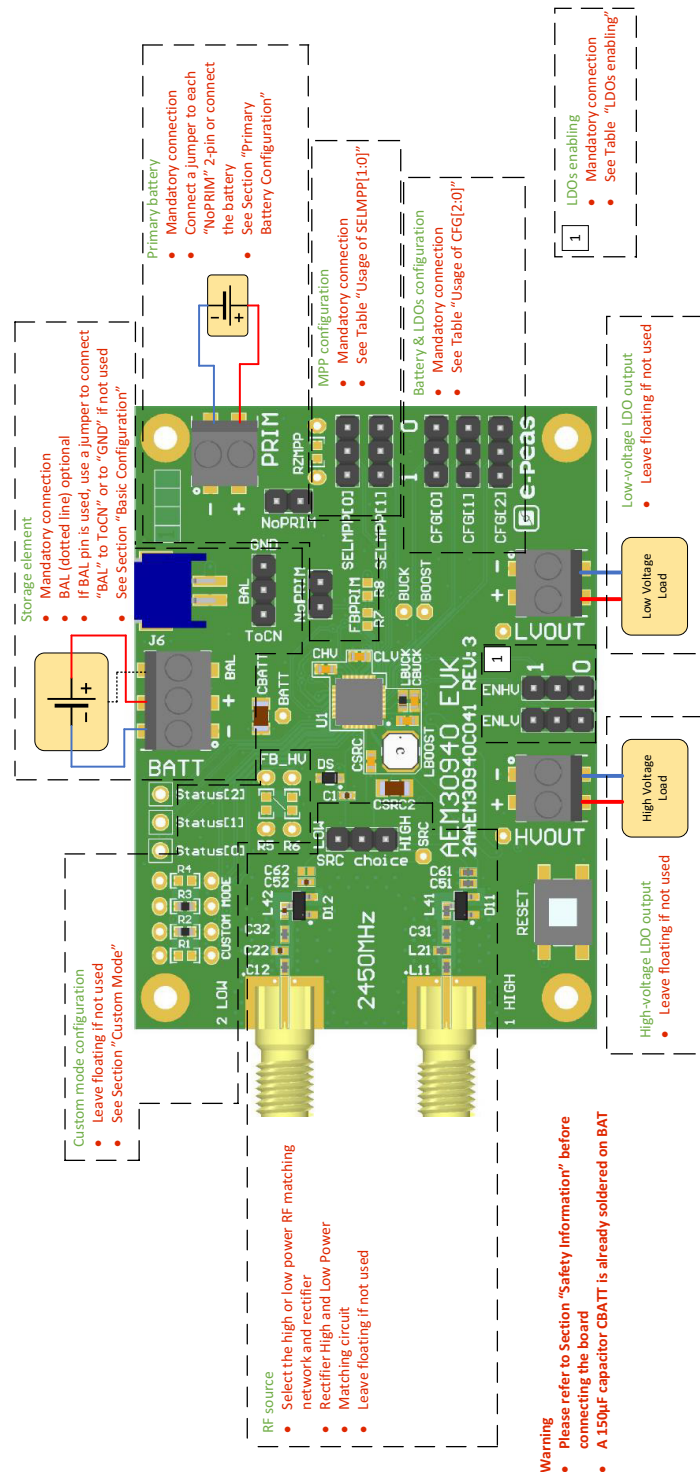 Storage element
• Mandatory connection
• BAL (dotted line) optional
• If BAL pin is used, use a jumper to connect
"BAL" to ToCN" or to "GND" if not used
• See Section "Basic Configuration"
Primary battery
• Mandatory connection
• Connect a jumper to each
"NoPRIM" 2-pin or connect
the battery
• See Section "Primary
Battery Configuration"
Custom mode configuration
• Leave floating if not used
• See Section "Custom Mode"
MPP configuration
• Mandatory connection
• See Table "Usage of SELMPP[1:0]"
Battery & LDOs configuration
• Mandatory connection
• See Table "Usage of CFG[2:0]"
1
LDOs enabling
• Mandatory connection
• See Table "LDOs enabling"
RF source
• Select the high or low power RF matching
network and rectifier
• Rectifier High and Low Power
• Matching circuit
• Leave floating if not used
Warning
• Please refer to Section "Safety Information" before
connecting the board
• A 150μF capacitor CBATT is already soldered on BAT
High-voltage LDO output
• Leave floating if not used
High Voltage
Load
Low-voltage LDO output
• Leave floating if not used
Low Voltage
Load
BATT
- + BAL
J6
PRIM
- +
NoPRIM
RZMPP
GND
BAL
ToCN
NoPRIM
Status[2]
Status[1]
Status[0]
R4
R3
R2
R1
CUSTOM MODE
2 LOW
FB_HV
R5
R6
CBATT
BATT
DS
C1
CHV
CLV
U1
CSRC
LBOOST
LBUCK
CBUCK
CSRC2
FBPRIM
R7
R8
BUCK
BOOST
SELMPP[0]
SELMPP[1]
1 0
CFG[0]
CFG[1]
CFG[2]
e-peas
C62
C52
L42
D12
C32
C22
C12
2450MHz
LOW
SRC choice
HIGH
SRC
C61
C51
L41
D11
C31
L21
L11
1 HIGH
AEM30940 EVK
2AAEM30940C041 REV: 3
RESET
HVOUT
+ -
ENHV
ENLV
1
0
1
LVOUT
+ -